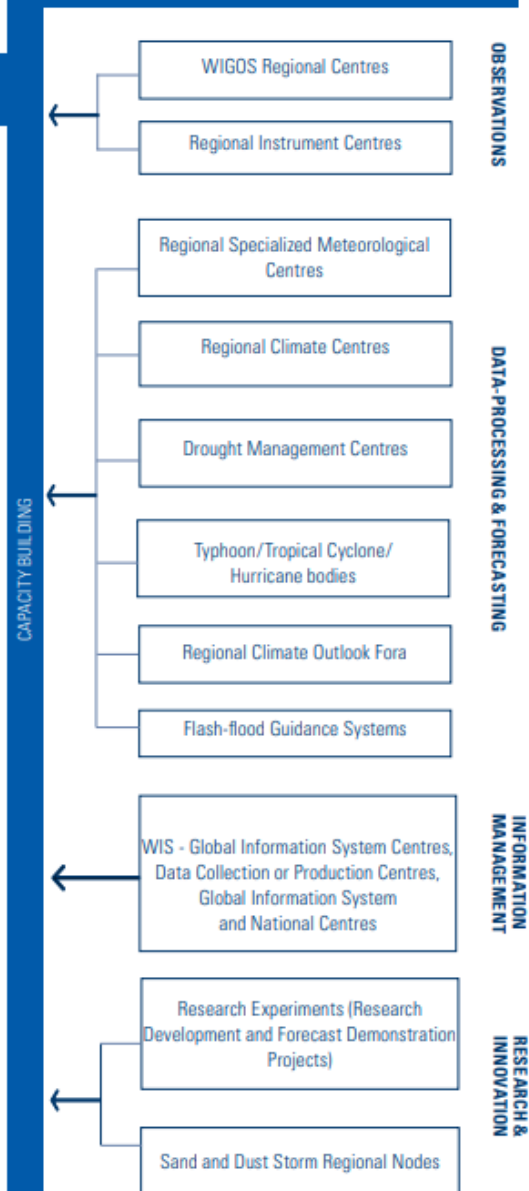 OBSERVATIONS
WIGOS Regional Centres
Regional Instrument Centres
DATA-PROCESSING & FORECASTING
Regional Specialized Meteorological
Centres
Regional Climate Centres
Drought Management Centres
Typhoon/Tropical Cyclone/
Hurricane bodies
Regional Climate Outlook Fora
Flash-flood Guidance Systems
CAPACITY BUILDING
INFORMATION
MANAGEMENT
WIS - Global Information System Centres,
Data Collection or Production Centres,
Global Information System
and National Centres
RESEARCH &
INNOVATION
Research Experiments (Research
Development and Forecast Demonstration
Projects)
Sand and Dust Storm Regional Nodes